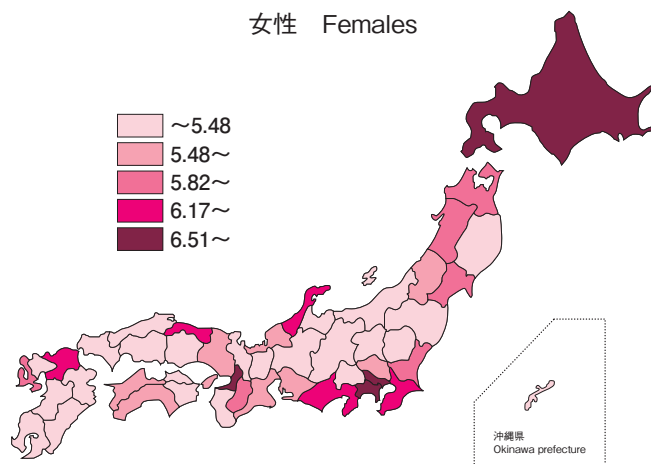 女性 Females
～5.48
5.48～
5.82～
6.17～
6.51～
沖縄県
Okinawa prefecture